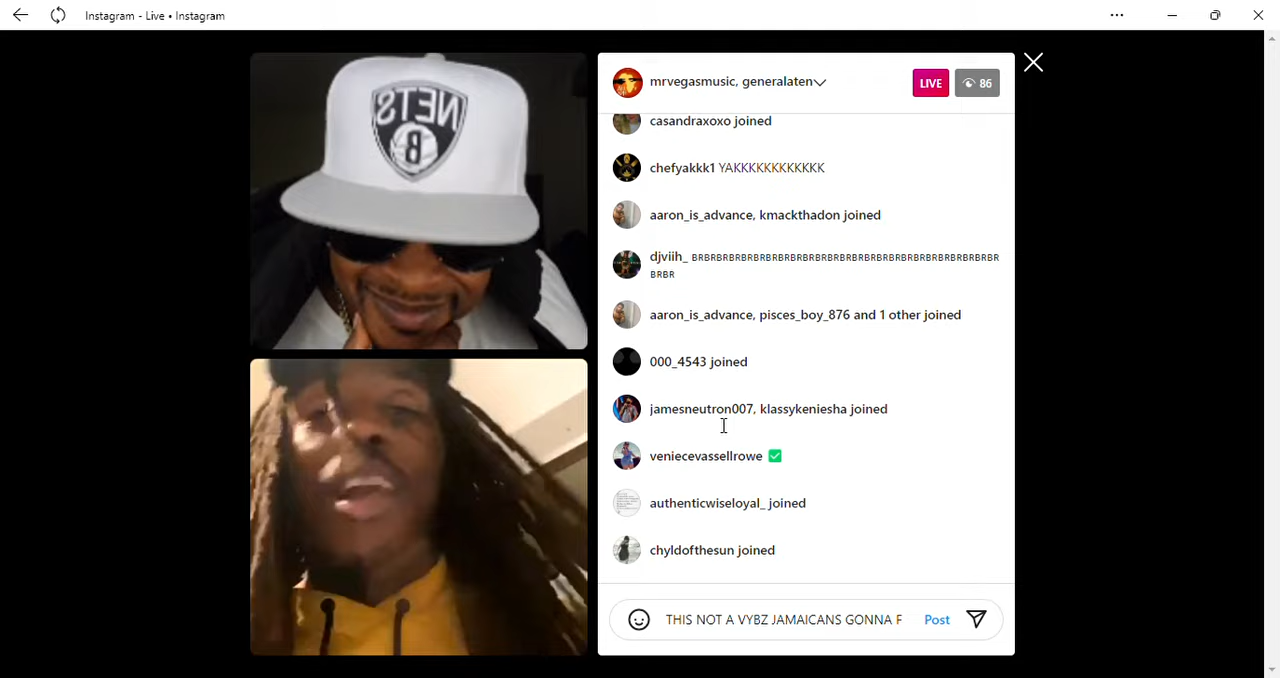 Instagram - Live • Instagram
NETS
B
mrvegasmusic, generalaten
LIVE
86
casandraxoxo joined
chefyakkk1 YAKKKKKKKKKKKK
aaron_is_advance, kmackthadon joined
djviih_ BRBRBRBRBRBRBRBRBRBRBRBRBRBRBRBRBRBRBRBRBRBR
BRBR
aaron_is_advance, pisces_boy_876 and 1 other joined
000_4543 joined
jamesneutron007, klassykeniesha joined
veniecevassellrowe ✅
authenticwiseloyal_ joined
chyldofthesun joined
THIS NOT A VYBZ JAMAICANS GONNA F
Post